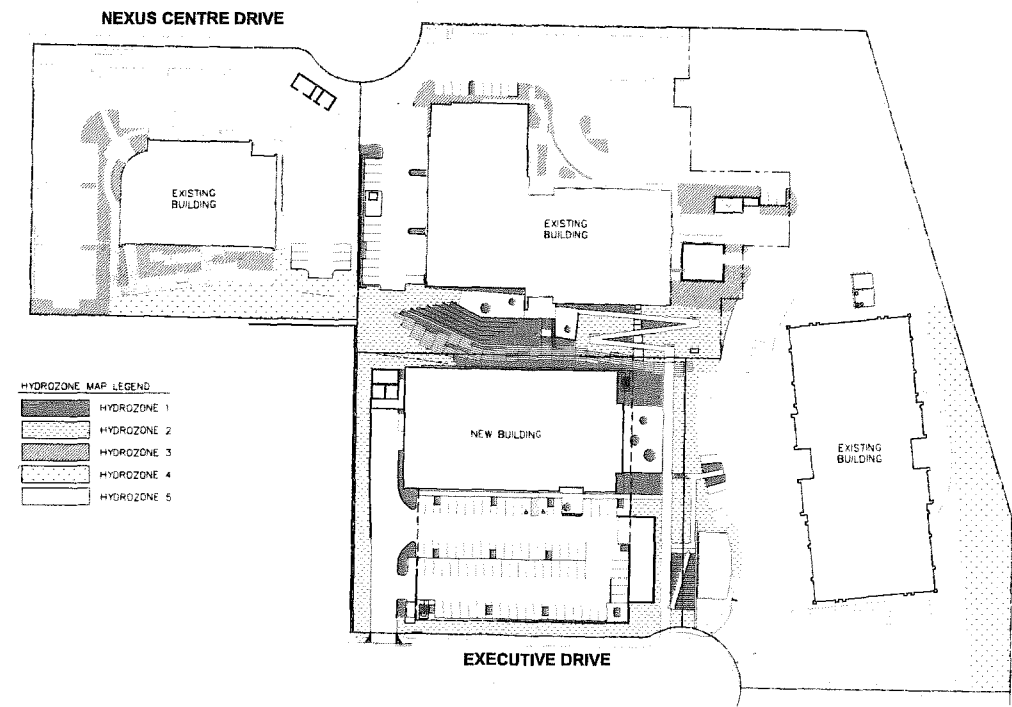 NEXUS CENTRE DRIVE
EXISTING
BUILDING
EXISTING
BUILDING
HYDROZONE MAP LEGEND
HYDROZONE 1
HYDROZONE 2
HYDROZONE 3
HYDROZONE 4
HYDROZONE 5
NEW BUILDING
EXISTING
BUILDING
EXECUTIVE DRIVE